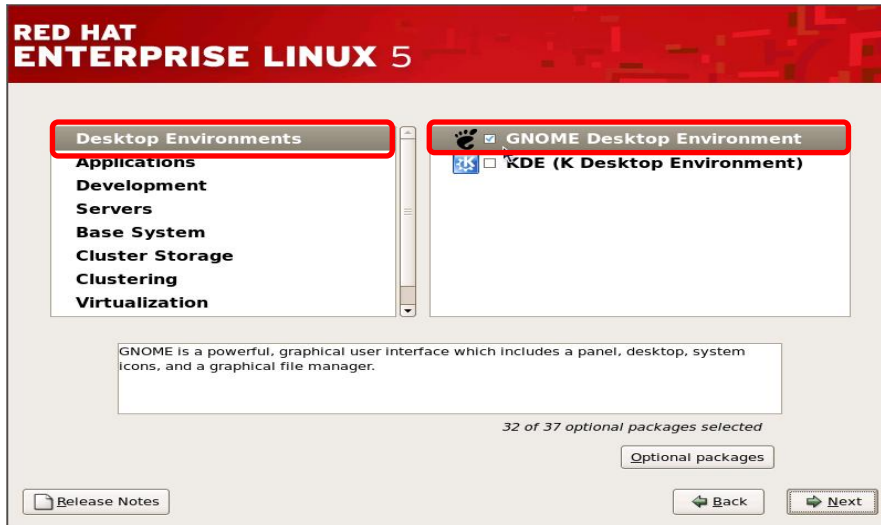 RED HAT
ENTERPRISE LINUX 5
Desktop Environments
Applications
Development
Servers
Base System
Cluster Storage
Clustering
Virtualization
GNOME Desktop Environment
KDE (K Desktop Environment)
GNOME is a powerful, graphical user interface which includes a panel, desktop, system
icons, and a graphical file manager.
32 of 37 optional packages selected
Optional packages
Release Notes
Back
Next